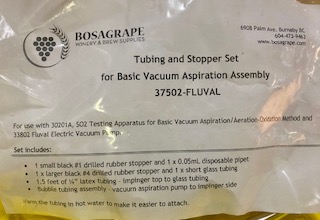 BOSAGRAPE
WINERY & BREW SUPPLIES
6908 Palm Ave, Burnaby BC
604-473-9463
www.bosagrape.com
Tubing and Stopper Set
for Basic Vacuum Aspiration Assembly
37502-FLUVAL
For use with 30201A, SO2 Testing Apparatus for Basic Vacuum Aspiration/Aeration-Oxidation Method and
33802 Fluval Electric Vacuum Pump.
Set includes:
- 1 small black #1 drilled rubber stopper and 1 x 0.05mL disposable pipet
- 1 x larger black #4 drilled rubber stopper and 1 x short glass tubing
- 1.5 feet of ¼" latex tubing - impinger top to glass tubing
- Bubble tubing assembly - vacuum aspiration pump to impinger side
Warm the tubing in hot water to make it easier to attach.